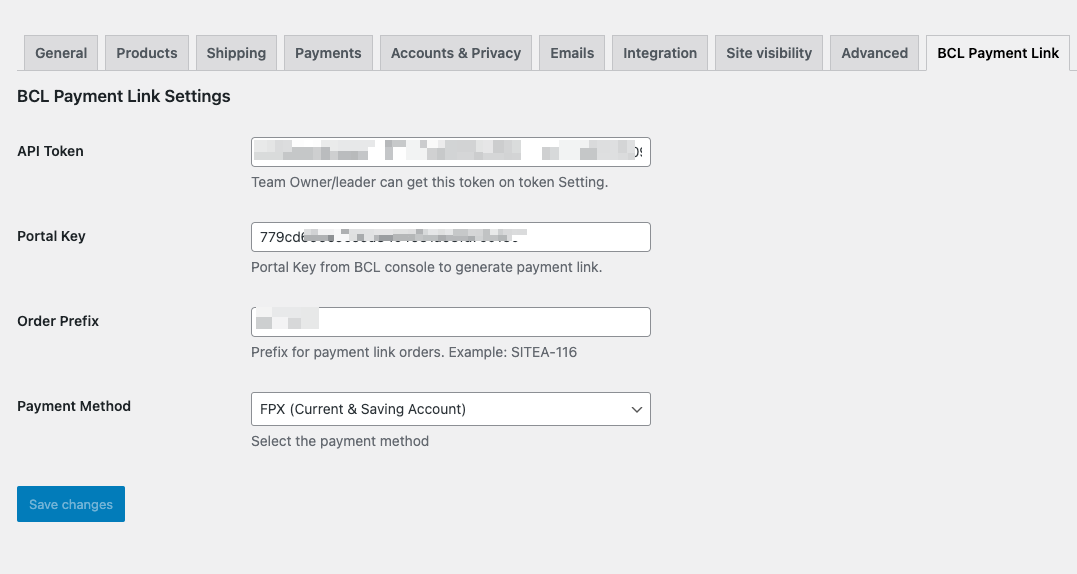 General
Products
Shipping
Payments
Accounts & Privacy
Emails
Integration
Site visibility
Advanced
BCL Payment Link
BCL Payment Link Settings
API Token
Team Owner/leader can get this token on token Setting.
Portal Key
779cd
Portal Key from BCL console to generate payment link.
Order Prefix
Prefix for payment link orders. Example: SITEA-116
Payment Method
FPX (Current & Saving Account)
Select the payment method
Save changes